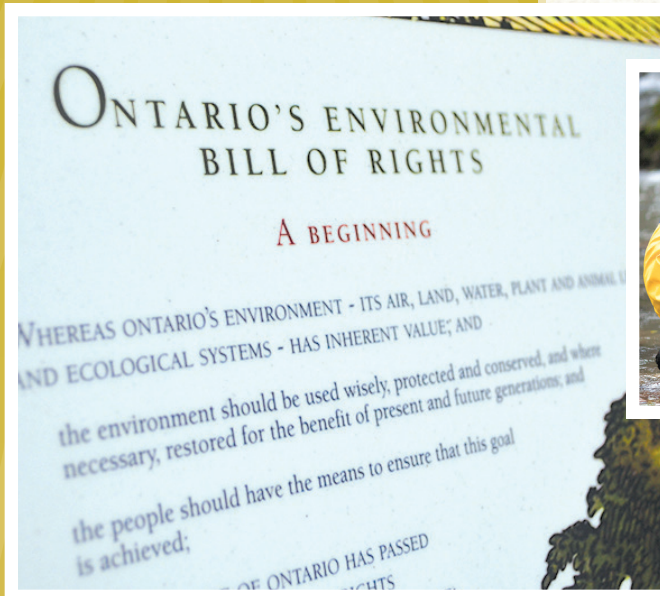 ONTARIO'S ENVIRONMENTAL
BILL OF RIGHTS
A BEGINNING
WHEREAS ONTARIO'S ENVIRONMENT - ITS AIR, LAND, WATER, PLANT AND ANIMAL
AND ECOLOGICAL SYSTEMS - HAS INHERENT VALUE; AND
the environment should be used wisely, protected and conserved, and where
necessary, restored for the benefit of present and future generations; and
the people should have the means to ensure that this goal
is achieved;
OF ONTARIO HAS PASSED